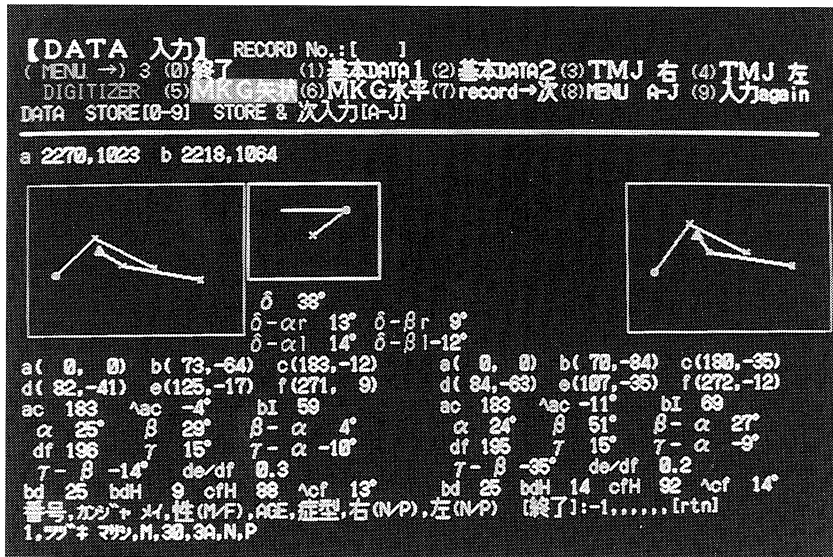 【DATA 入力】 RECORD No.:[    ]
( MENU →) 3 (0)終了 (1)基本DATA1 (2)基本DATA2 (3)TMJ 右 (4)TMJ 左
DIGITIZER (5)MKG矢状 (6)MKG水平 (7)record→次 (8)MENU A-J (9)入力again
DATA STORE[0-9] STORE & 次入力[A-J]
a 2270,1023 b 2218,1064
δ 38°
δ-αr 13° δ-βr 9°
δ-αl 14° δ-βl-12°
a( 0, 0) b( 73,-64) c(183,-12)
d( 82,-41) e(125,-17) f(271, 9)
ac 183 ^ac -4° bI 59
α 25° β 29° β-α 4°
df 196 γ 15° γ-α -10°
γ-β -14° de/df 0.3
bd 25 bdH 9 cfH 88 ^cf 13°
a( 0, 0) b( 70,-84) c(180,-35)
d( 84,-63) e(107,-35) f(272,-12)
ac 183 ^ac -11° bI 69
α 24° β 51° β-α 27°
df 195 γ 15° γ-α -9°
γ-β -35° de/df 0.2
bd 25 bdH 14 cfH 92 ^cf 14°
番号,カンジャ メイ,性(M/F),AGE,症型,右(N/P),左(N/P) [終了]:-1,,,,,,[rtn]
1,ツヅキ マサシ,M,30,3A,N,P